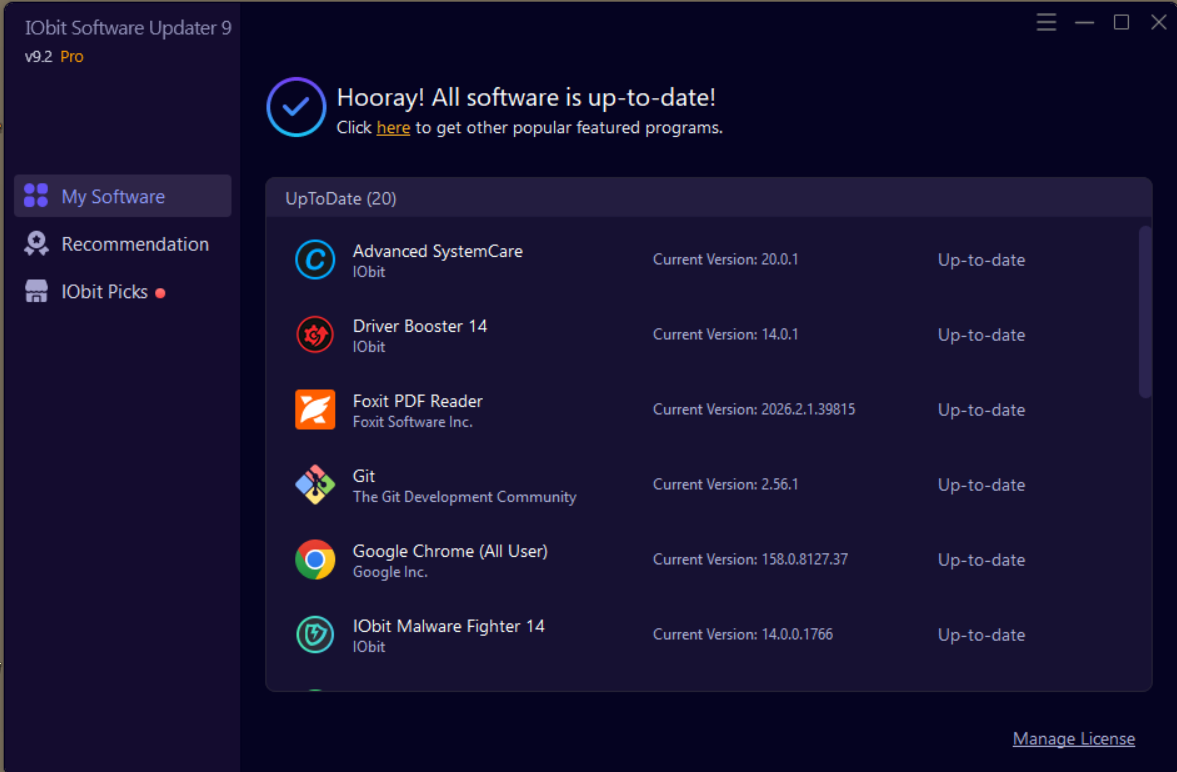 IObit Software Updater 9
v9.2 Pro
Hooray! All software is up-to-date!
Click here to get other popular featured programs.
My Software
Recommendation
IObit Picks
UpToDate (20)
Advanced SystemCare
IObit
Current Version: 20.0.1
Up-to-date
Driver Booster 14
IObit
Current Version: 14.0.1
Up-to-date
Foxit PDF Reader
Foxit Software Inc.
Current Version: 2026.2.1.39815
Up-to-date
Git
The Git Development Community
Current Version: 2.56.1
Up-to-date
Google Chrome (All User)
Google Inc.
Current Version: 158.0.8127.37
Up-to-date
IObit Malware Fighter 14
IObit
Current Version: 14.0.0.1766
Up-to-date
Manage License